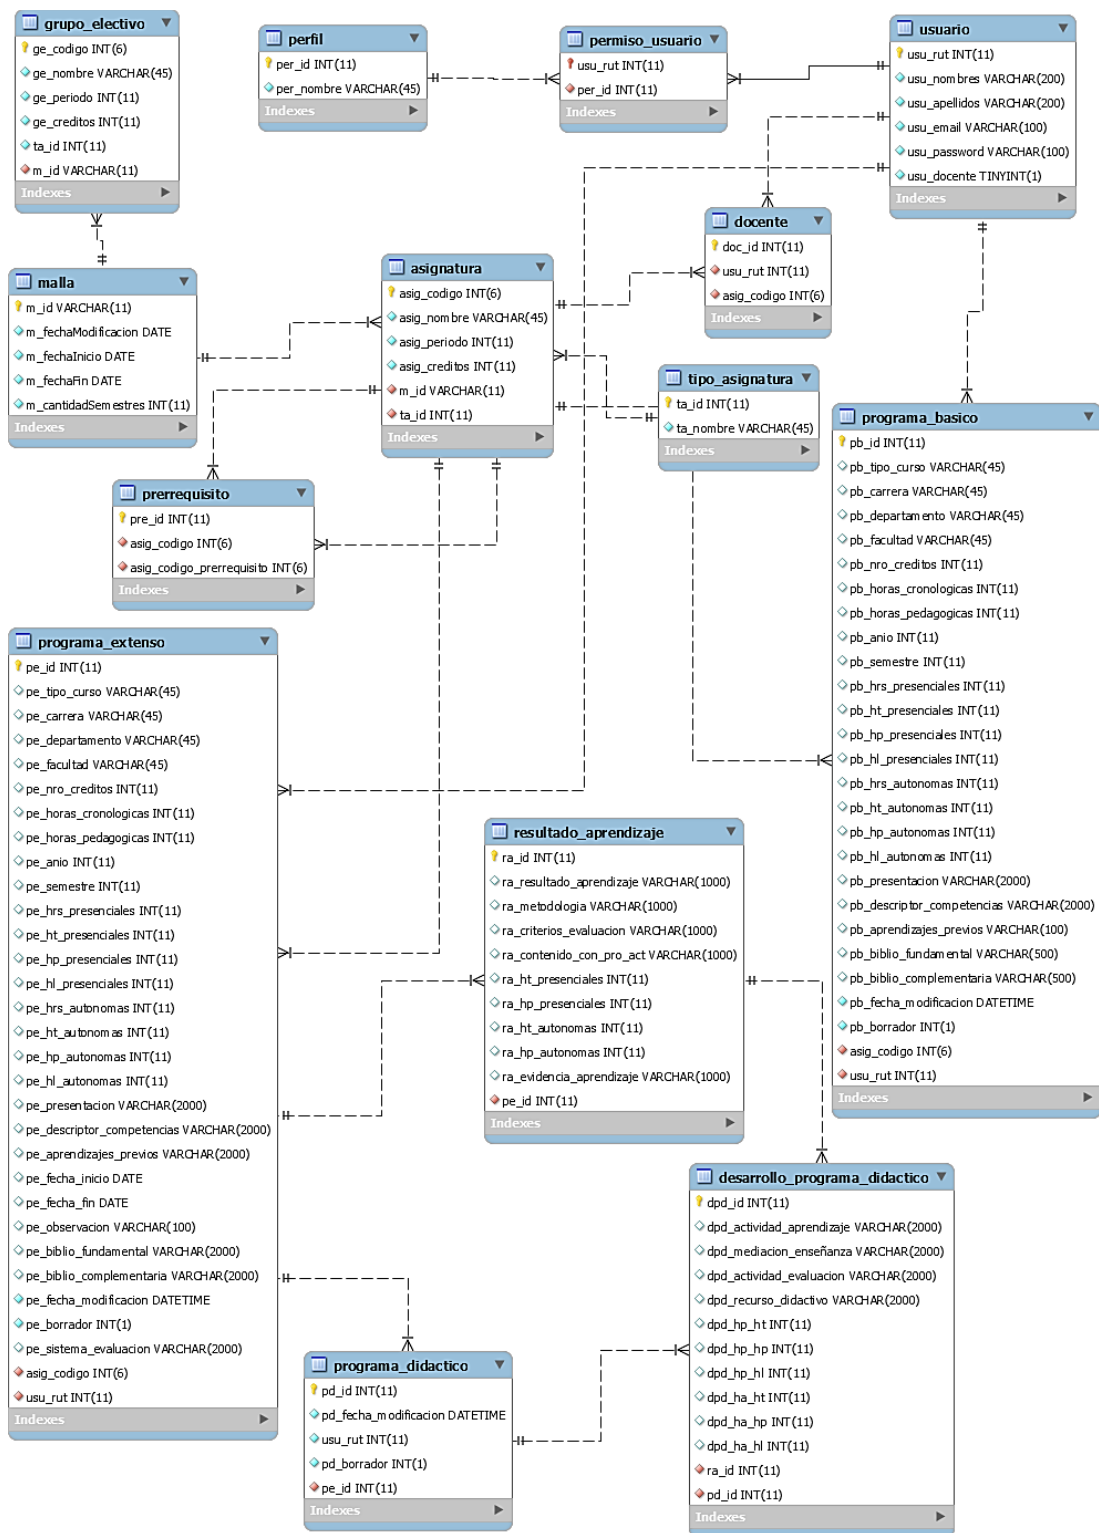 grupo_electivo
ge_codigo INT(6)
ge_nombre VARCHAR(45)
ge_periodo INT(11)
ge_creditos INT(11)
ta_id INT(11)
m_id VARCHAR(11)
Indexes
perfil
per_id INT(11)
per_nombre VARCHAR(45)
Indexes
permiso_usuario
usu_rut INT(11)
per_id INT(11)
Indexes
usuario
usu_rut INT(11)
usu_nombres VARCHAR(200)
usu_apellidos VARCHAR(200)
usu_email VARCHAR(100)
usu_password VARCHAR(100)
usu_docente TINYINT(1)
Indexes
docente
doc_id INT(11)
usu_rut INT(11)
asig_codigo INT(6)
Indexes
malla
m_id VARCHAR(11)
m_fechaModificacion DATE
m_fechaInicio DATE
m_fechaFin DATE
m_cantidadSemestres INT(11)
Indexes
asignatura
asig_codigo INT(6)
asig_nombre VARCHAR(45)
asig_periodo INT(11)
asig_creditos INT(11)
m_id VARCHAR(11)
ta_id INT(11)
Indexes
tipo_asignatura
ta_id INT(11)
ta_nombre VARCHAR(45)
Indexes
prerrequisito
pre_id INT(11)
asig_codigo INT(6)
asig_codigo_prerrequisito INT(6)
Indexes
programa_basico
pb_id INT(11)
pb_tipo_curso VARCHAR(45)
pb_carrera VARCHAR(45)
pb_departamento VARCHAR(45)
pb_facultad VARCHAR(45)
pb_nro_creditos INT(11)
pb_horas_cronologicas INT(11)
pb_horas_pedagogicas INT(11)
pb_anio INT(11)
pb_semestre INT(11)
pb_hrs_presenciales INT(11)
pb_ht_presenciales INT(11)
pb_hp_presenciales INT(11)
pb_hl_presenciales INT(11)
pb_hrs_autonomas INT(11)
pb_ht_autonomas INT(11)
pb_hp_autonomas INT(11)
pb_hl_autonomas INT(11)
pb_presentacion VARCHAR(2000)
pb_descriptor_competencias VARCHAR(2000)
pb_aprendizajes_previos VARCHAR(100)
pb_biblio_fundamental VARCHAR(500)
pb_biblio_complementaria VARCHAR(500)
pb_fecha_modificacion DATETIME
pb_borrador INT(1)
asig_codigo INT(6)
usu_rut INT(11)
Indexes
programa_extenso
pe_id INT(11)
pe_tipo_curso VARCHAR(45)
pe_carrera VARCHAR(45)
pe_departamento VARCHAR(45)
pe_facultad VARCHAR(45)
pe_nro_creditos INT(11)
pe_horas_cronologicas INT(11)
pe_horas_pedagogicas INT(11)
pe_anio INT(11)
pe_semestre INT(11)
pe_hrs_presenciales INT(11)
pe_ht_presenciales INT(11)
pe_hp_presenciales INT(11)
pe_hl_presenciales INT(11)
pe_hrs_autonomas INT(11)
pe_ht_autonomas INT(11)
pe_hp_autonomas INT(11)
pe_hl_autonomas INT(11)
pe_presentacion VARCHAR(2000)
pe_descriptor_competencias VARCHAR(2000)
pe_aprendizajes_previos VARCHAR(2000)
pe_fecha_inicio DATE
pe_fecha_fin DATE
pe_observacion VARCHAR(100)
pe_biblio_fundamental VARCHAR(2000)
pe_biblio_complementaria VARCHAR(2000)
pe_fecha_modificacion DATETIME
pe_borrador INT(1)
pe_sistema_evaluacion VARCHAR(2000)
asig_codigo INT(6)
usu_rut INT(11)
Indexes
resultado_aprendizaje
ra_id INT(11)
ra_resultado_aprendizaje VARCHAR(1000)
ra_metodologia VARCHAR(1000)
ra_criterios_evaluacion VARCHAR(1000)
ra_contenido_con_pro_act VARCHAR(1000)
ra_ht_presenciales INT(11)
ra_hp_presenciales INT(11)
ra_ht_autonomas INT(11)
ra_hp_autonomas INT(11)
ra_evidencia_aprendizaje VARCHAR(1000)
pe_id INT(11)
Indexes
programa_didactico
pd_id INT(11)
pd_fecha_modificacion DATETIME
usu_rut INT(11)
pd_borrador INT(1)
pe_id INT(11)
Indexes
desarrollo_programa_didactico
dpd_id INT(11)
dpd_actividad_aprendizaje VARCHAR(2000)
dpd_mediacion_enseñanza VARCHAR(2000)
dpd_actividad_evaluacion VARCHAR(2000)
dpd_recurso_didactivo VARCHAR(2000)
dpd_hp_ht INT(11)
dpd_hp_hp INT(11)
dpd_hp_hl INT(11)
dpd_ha_ht INT(11)
dpd_ha_hp INT(11)
dpd_ha_hl INT(11)
ra_id INT(11)
pd_id INT(11)
Indexes